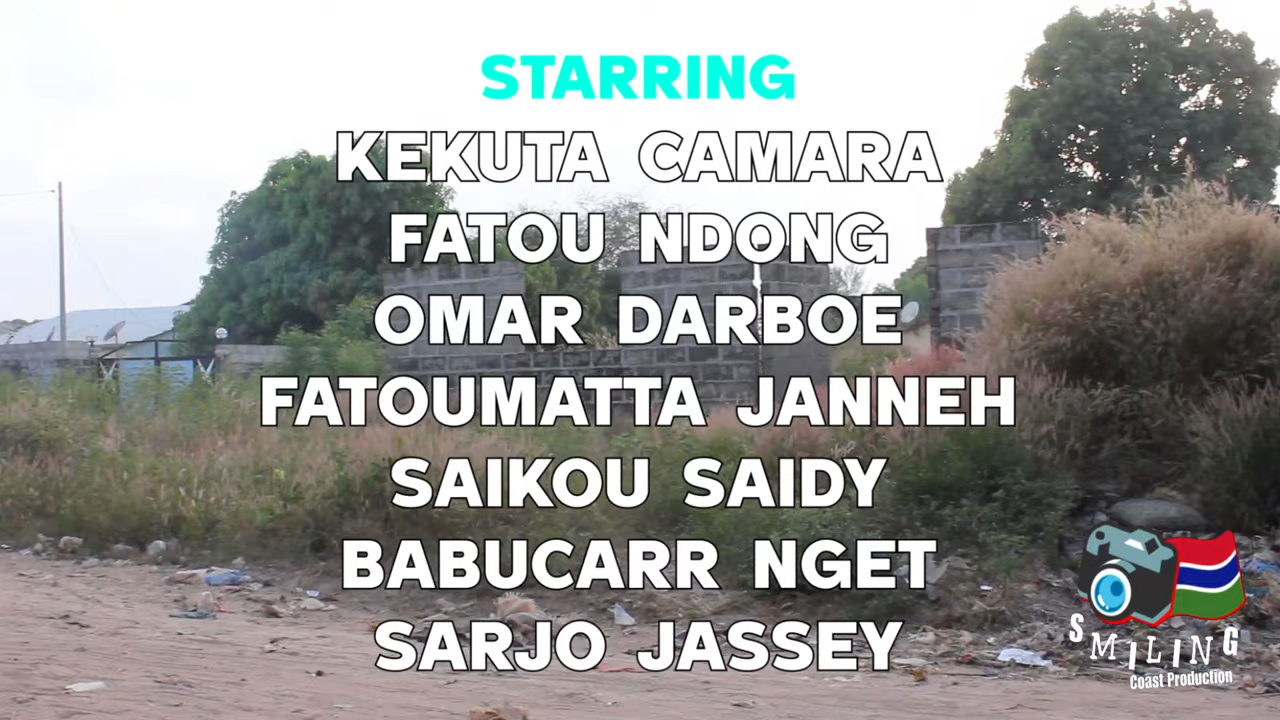 STARRING
KEKUTA CAMARA
FATOU NDONG
OMAR DARBOE
FATOUMATTA JANNEH
SAIKOU SAIDY
BABUCARR NGET
SARJO JASSEY
SMILING
Coast Production